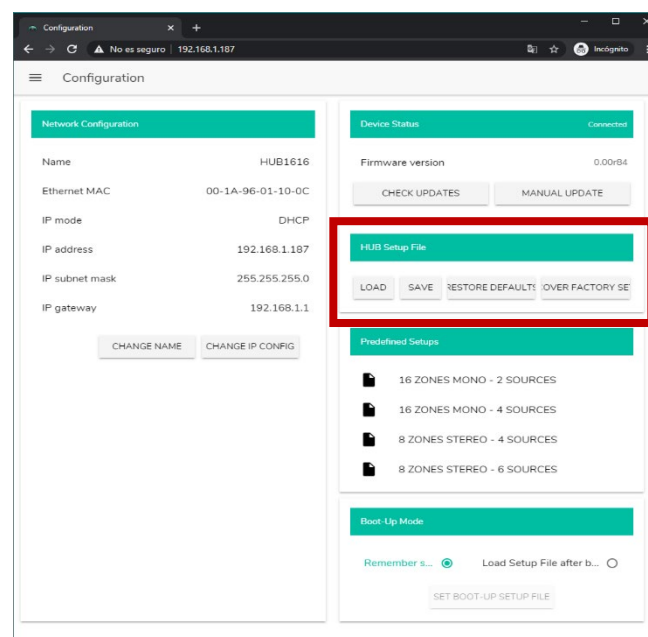 Configuration
No es seguro | 192.168.1.187
Incógnito
Configuration
Network Configuration
Name HUB1616
Ethernet MAC 00-1A-96-01-10-0C
IP mode DHCP
IP address 192.168.1.187
IP subnet mask 255.255.255.0
IP gateway 192.168.1.1
CHANGE NAME CHANGE IP CONFIG
Device Status Connected
Firmware version 0.00r84
CHECK UPDATES MANUAL UPDATE
HUB Setup File
LOAD SAVE RESTORE DEFAULTS COVER FACTORY SE
Predefined Setups
16 ZONES MONO - 2 SOURCES
16 ZONES MONO - 4 SOURCES
8 ZONES STEREO - 4 SOURCES
8 ZONES STEREO - 6 SOURCES
Boot-Up Mode
Remember s... Load Setup File after b...
SET BOOT-UP SETUP FILE